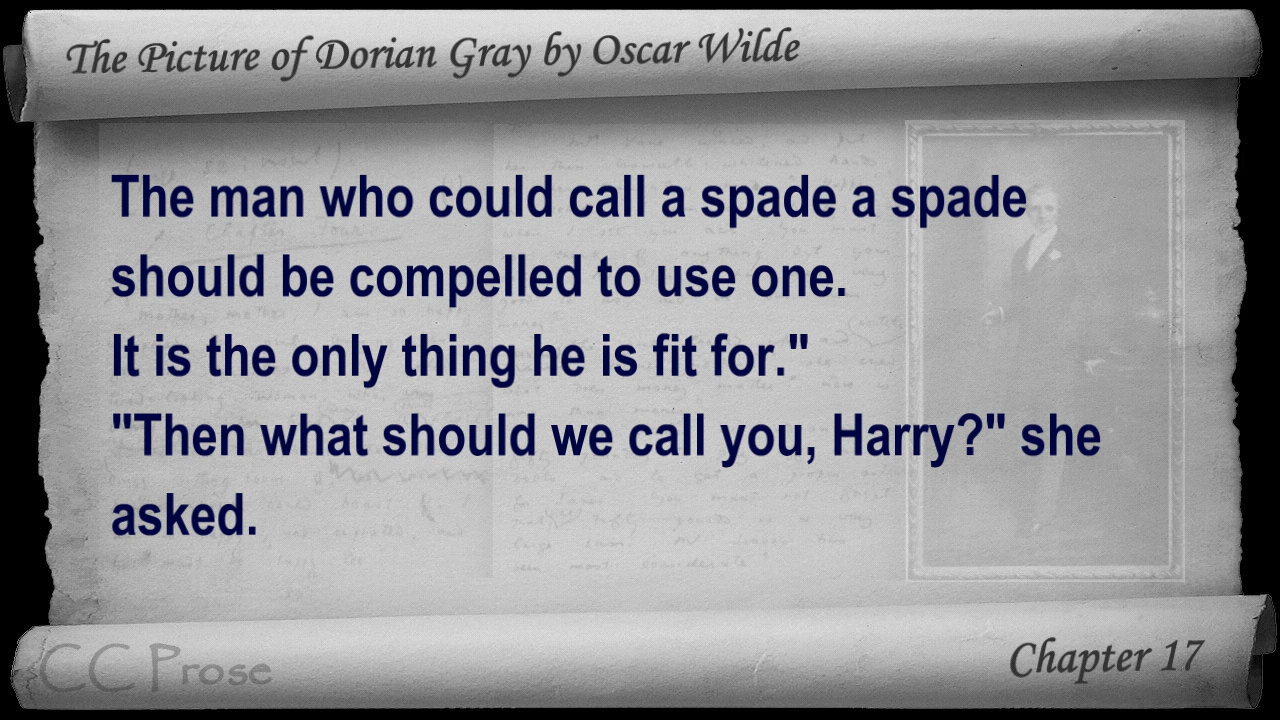 The Picture of Dorian Gray by Oscar Wilde
The man who could call a spade a spade
should be compelled to use one.
It is the only thing he is fit for."
"Then what should we call you, Harry?" she
asked.
CC Prose
Chapter 17